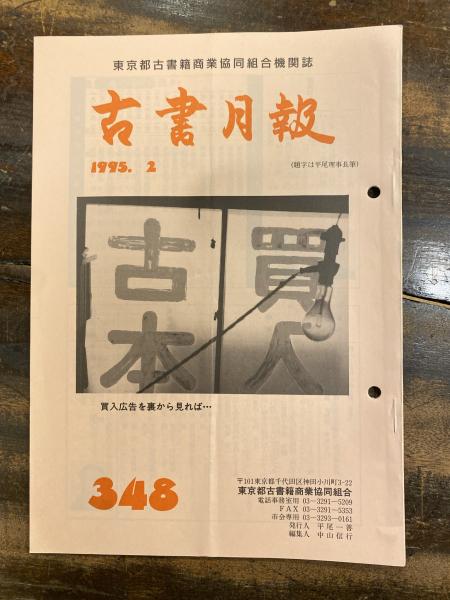 東京都古書籍商業協同組合機関誌
古書月報
1995. 2
(題字は平尾理事長筆)
古本
買入
買入広告を裏から見れば…
348
〒101東京都千代田区神田小川町3-22
東京都古書籍商業協同組合
電話事務室用 03-3291-5209
FAX 03-3291-5353
市会専用 03-3293-0161
発行人 平尾一善
編集人 中山信行